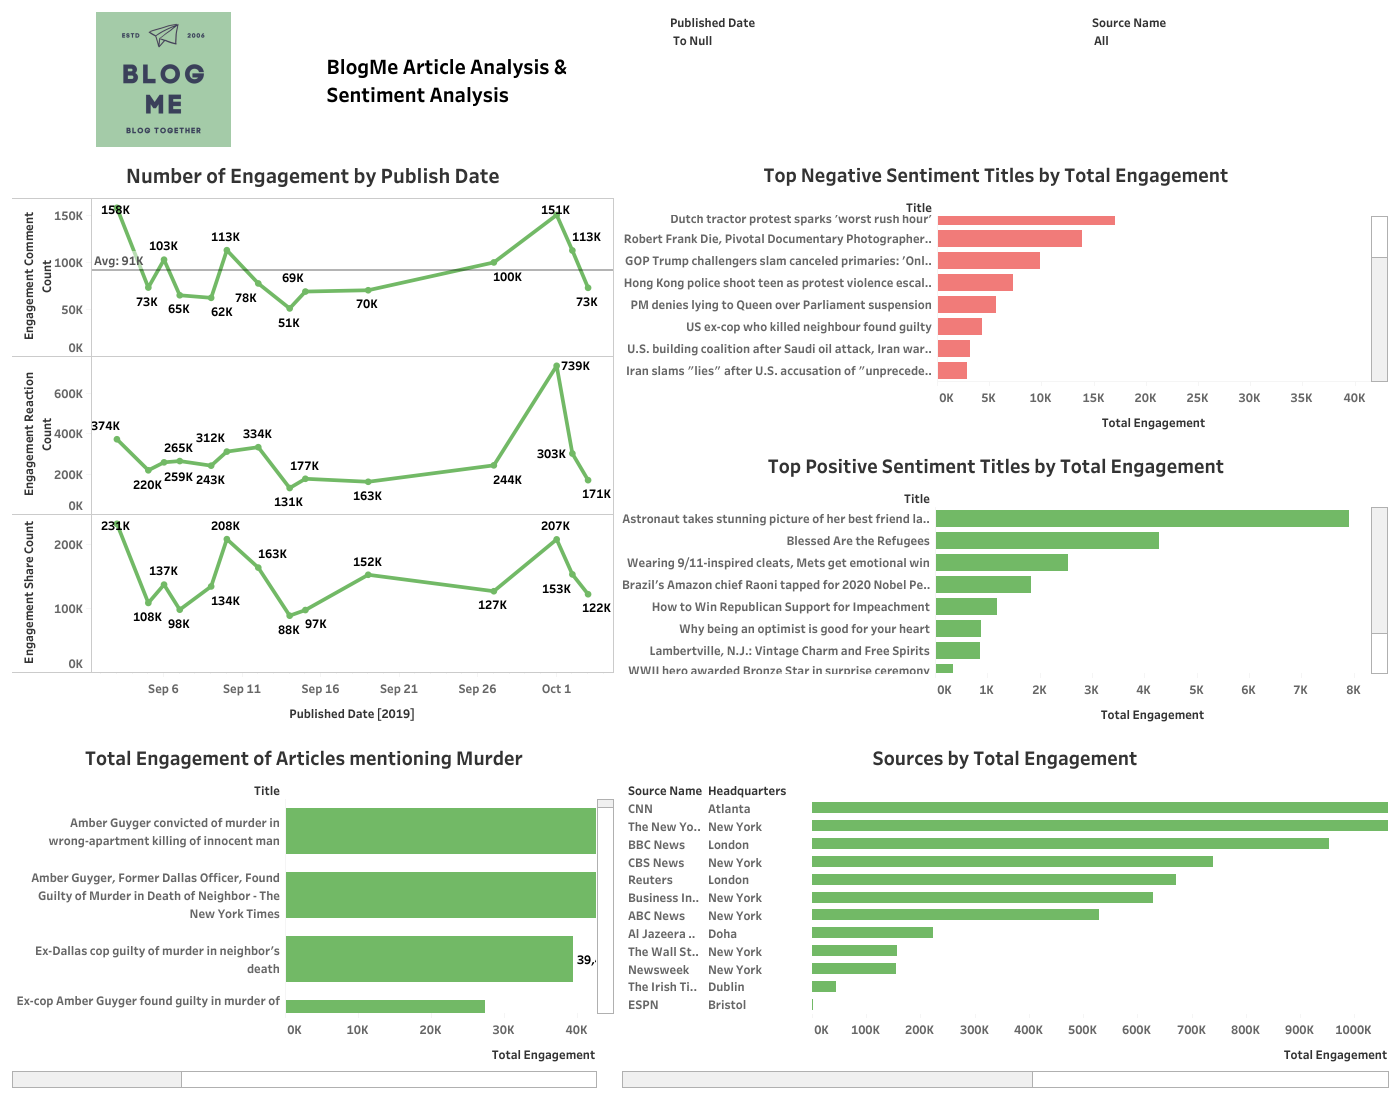 ESTD 2006
BLOG
ME
BLOG TOGETHER
BlogMe Article Analysis &
Sentiment Analysis
Published Date
To Null
Source Name
All
Number of Engagement by Publish Date
Engagement Comment
Count
150K
100K
50K
0K
Avg: 91K
158K
73K
103K
65K
62K
113K
78K
51K
69K
70K
100K
151K
113K
73K
Engagement Reaction
Count
600K
400K
200K
0K
374K
220K
265K
259K
243K
312K
334K
131K
177K
163K
244K
739K
303K
171K
Engagement Share Count
200K
100K
0K
231K
108K
137K
98K
134K
208K
163K
88K
97K
152K
127K
207K
153K
122K
Sep 6
Sep 11
Sep 16
Sep 21
Sep 26
Oct 1
Published Date [2019]
Top Negative Sentiment Titles by Total Engagement
Title
Dutch tractor protest sparks 'worst rush hour'
Robert Frank Die, Pivotal Documentary Photographer..
GOP Trump challengers slam canceled primaries: 'Onl..
Hong Kong police shoot teen as protest violence escal..
PM denies lying to Queen over Parliament suspension
US ex-cop who killed neighbour found guilty
U.S. building coalition after Saudi oil attack, Iran war..
Iran slams "lies" after U.S. accusation of "unprecede..
0K 5K 10K 15K 20K 25K 30K 35K 40K
Total Engagement
Top Positive Sentiment Titles by Total Engagement
Title
Astronaut takes stunning picture of her best friend la..
Blessed Are the Refugees
Wearing 9/11-inspired cleats, Mets get emotional win
Brazil's Amazon chief Raoni tapped for 2020 Nobel Pe..
How to Win Republican Support for Impeachment
Why being an optimist is good for your heart
Lambertville, N.J.: Vintage Charm and Free Spirits
WWII hero awarded Bronze Star in surprise ceremony
0K 1K 2K 3K 4K 5K 6K 7K 8K
Total Engagement
Total Engagement of Articles mentioning Murder
Title
Amber Guyger convicted of murder in
wrong-apartment killing of innocent man
Amber Guyger, Former Dallas Officer, Found
Guilty of Murder in Death of Neighbor - The
New York Times
Ex-Dallas cop guilty of murder in neighbor's
death
39,
Ex-cop Amber Guyger found guilty in murder of
0K 10K 20K 30K 40K
Total Engagement
Sources by Total Engagement
Source Name Headquarters
CNN Atlanta
The New Yo.. New York
BBC News London
CBS News New York
Reuters London
Business In.. New York
ABC News New York
Al Jazeera .. Doha
The Wall St.. New York
Newsweek New York
The Irish Ti.. Dublin
ESPN Bristol
0K 100K 200K 300K 400K 500K 600K 700K 800K 900K 1000K
Total Engagement